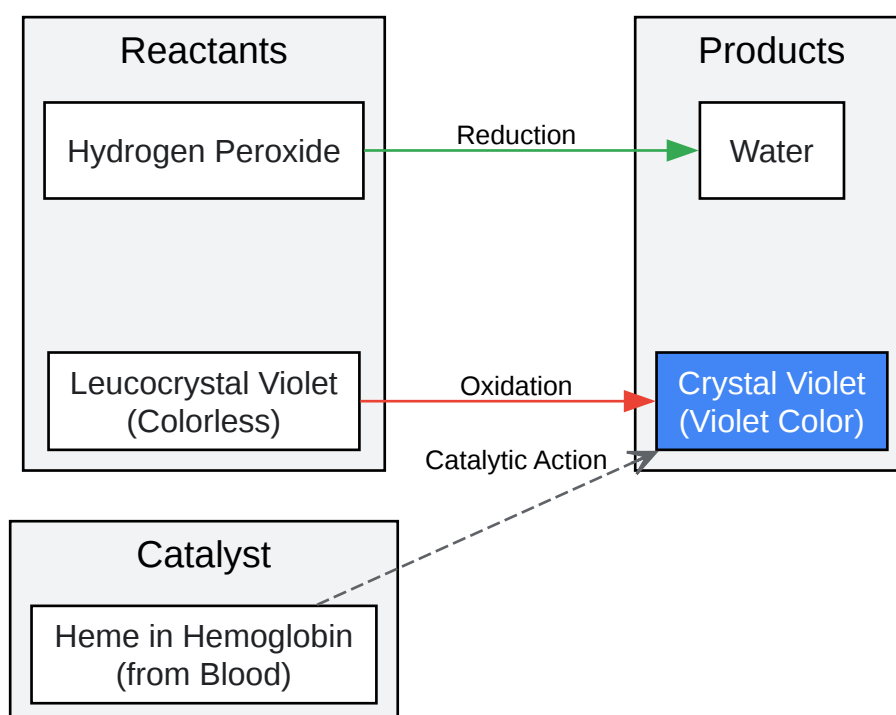 Reactants
Products
Hydrogen Peroxide
Reduction
Water
Leucocrystal Violet
(Colorless)
Oxidation
Crystal Violet
(Violet Color)
Catalytic Action
Catalyst
Heme in Hemoglobin
(from Blood)